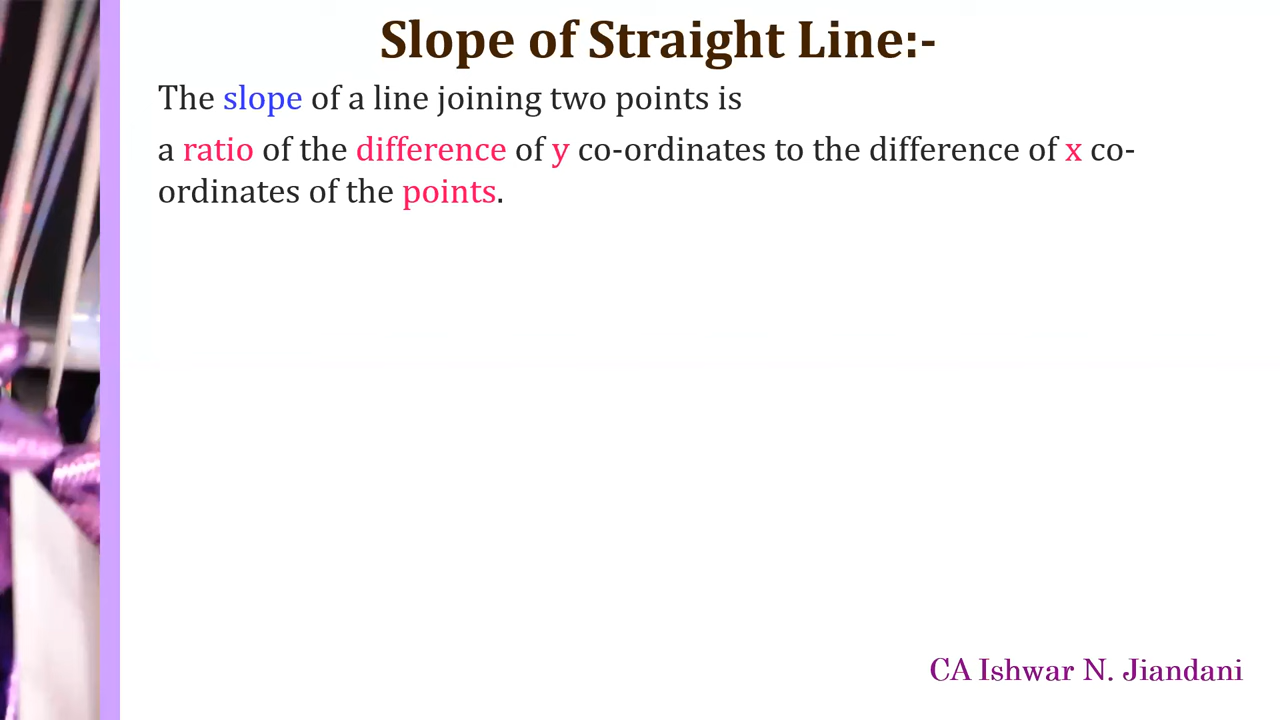 Slope of Straight Line:-
The slope of a line joining two points is
a ratio of the difference of y co-ordinates to the difference of x co-
ordinates of the points.
CA Ishwar N. Jiandani